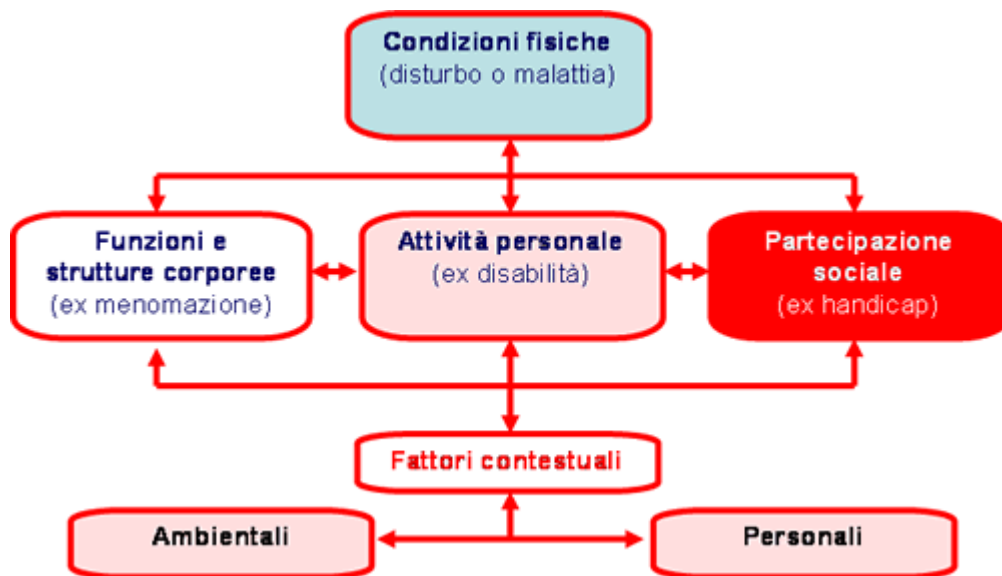 Condizioni fisiche
(disturbo o malattia)
Funzioni e
strutture corporee
(ex menomazione)
Attività personale
(ex disabilità)
Partecipazione
sociale
(ex handicap)
Fattori contestuali
Ambientali
Personali